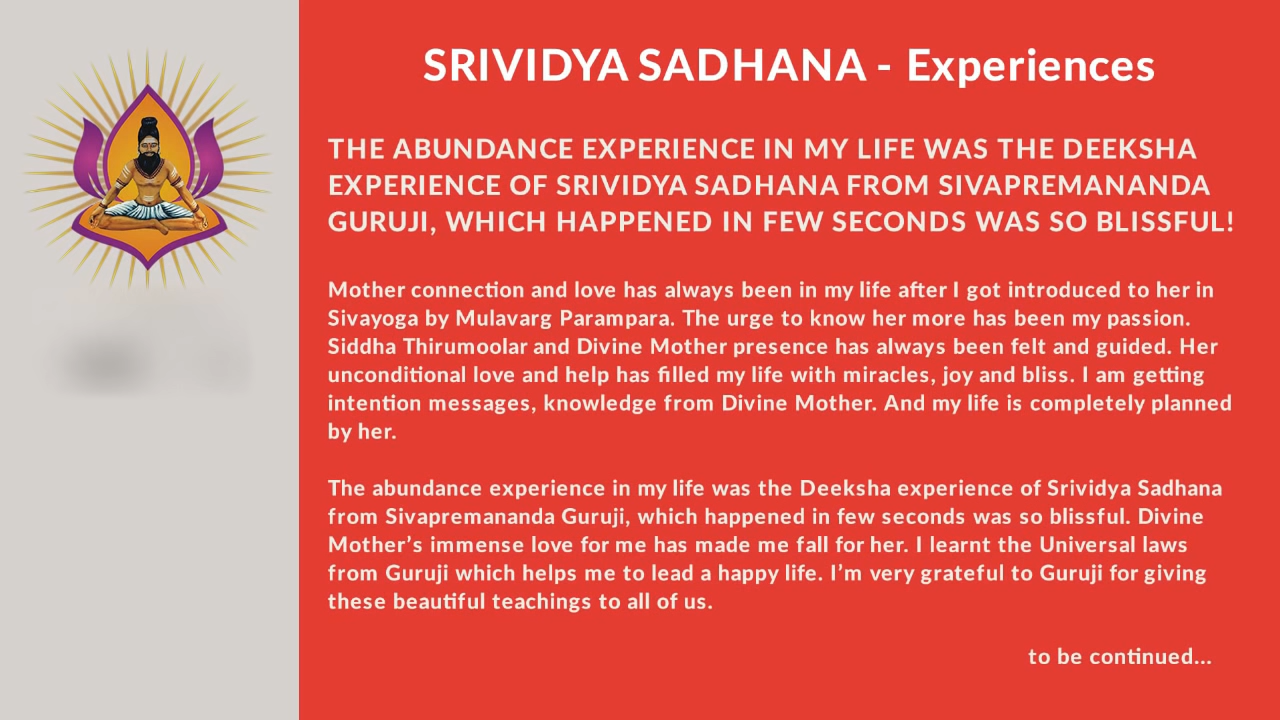 SRIVIDYA SADHANA - Experiences
THE ABUNDANCE EXPERIENCE IN MY LIFE WAS THE DEEKSHA
EXPERIENCE OF SRIVIDYA SADHANA FROM SIVAPREMANANDA
GURUJI, WHICH HAPPENED IN FEW SECONDS WAS SO BLISSFUL!
Mother connection and love has always been in my life after I got introduced to her in
Sivayoga by Mulavarg Parampara. The urge to know her more has been my passion.
Siddha Thirumoolar and Divine Mother presence has always been felt and guided. Her
unconditional love and help has filled my life with miracles, joy and bliss. I am getting
intention messages, knowledge from Divine Mother. And my life is completely planned
by her.
The abundance experience in my life was the Deeksha experience of Srividya Sadhana
from Sivapremananda Guruji, which happened in few seconds was so blissful. Divine
Mother’s immense love for me has made me fall for her. I learnt the Universal laws
from Guruji which helps me to lead a happy life. I’m very grateful to Guruji for giving
these beautiful teachings to all of us.
to be continued...